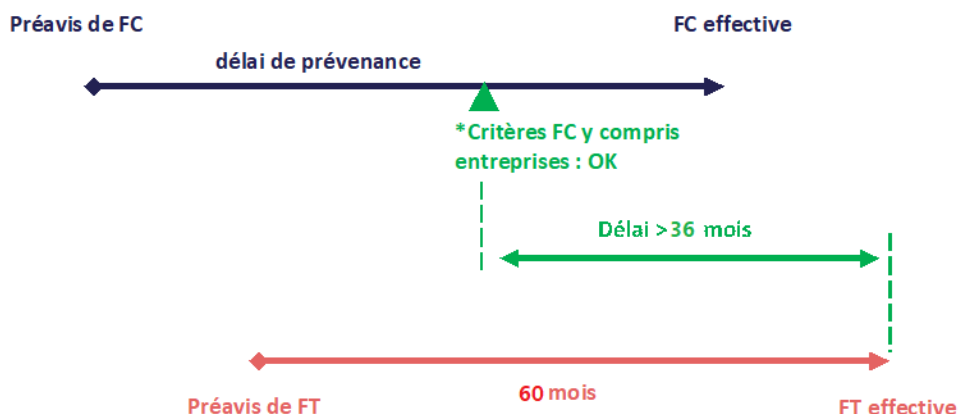 Préavis de FC
FC effective
délai de prévenance
*Critères FC y compris
entreprises : OK
Délai >36 mois
60 mois
Préavis de FT
FT effective